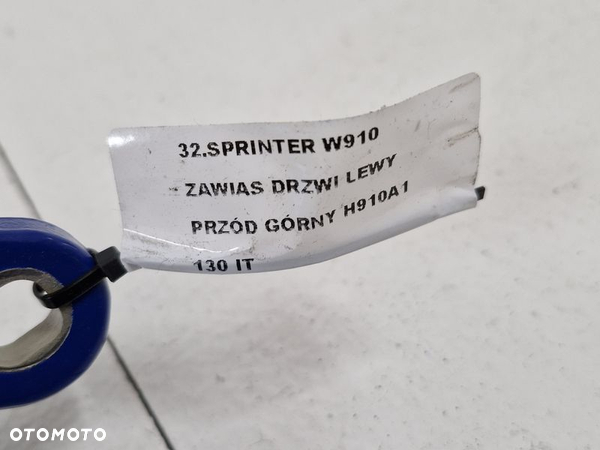 32.SPRINTER W910
ZAWIAS DRZWI LEWY
PRZÓD GÓRNY H910A1
130 IT
OTOMOTO